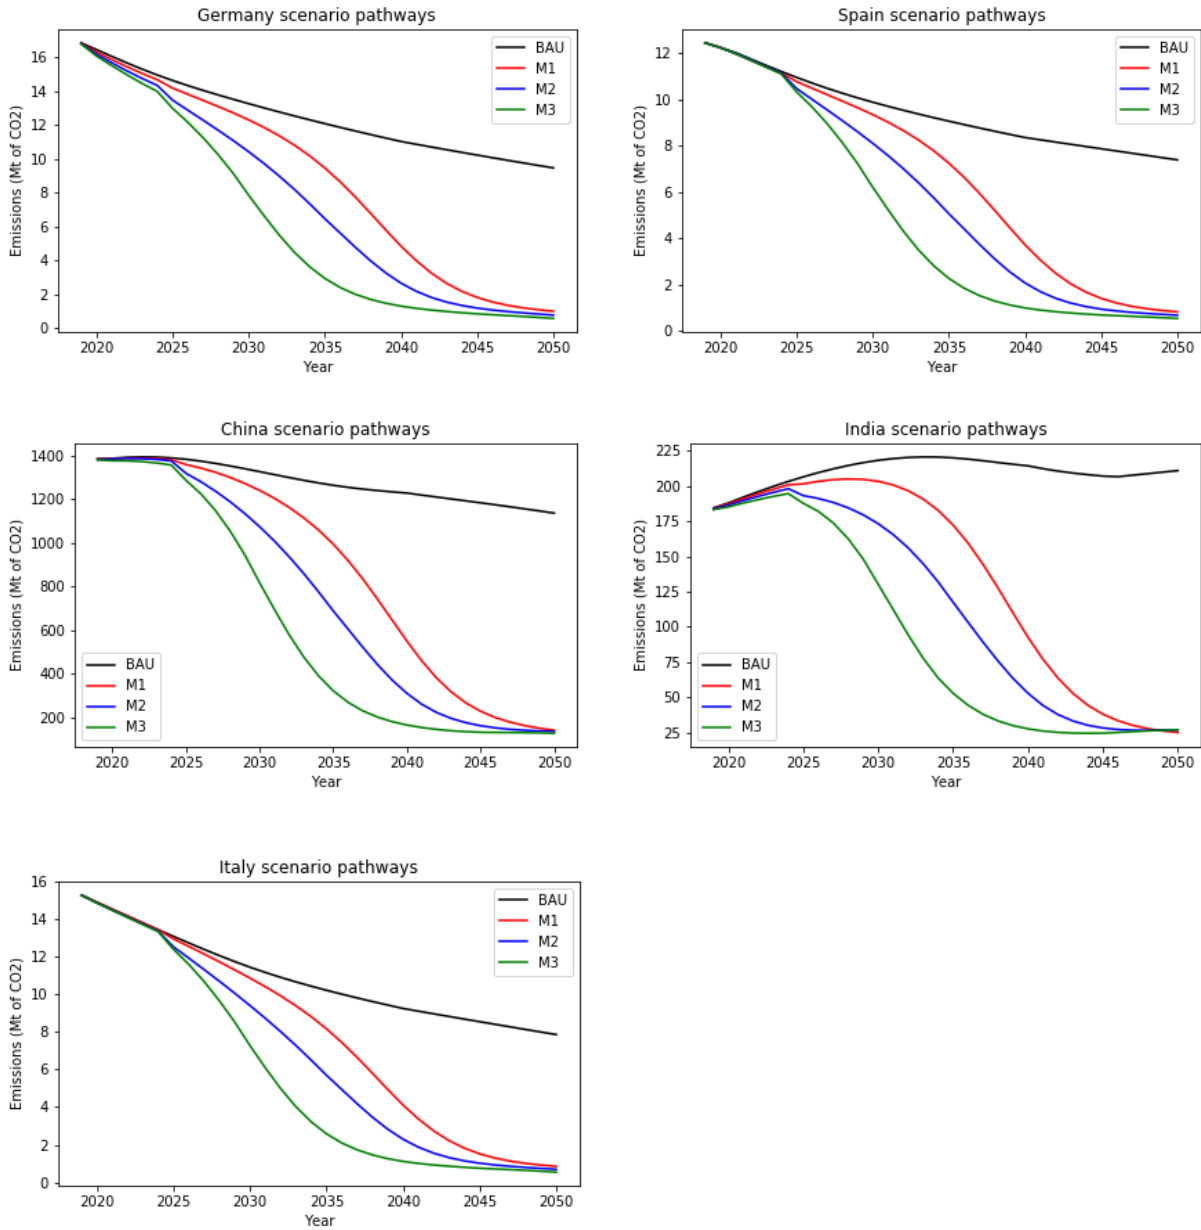 Germany scenario pathways
Emissions (Mt of CO2)
16
14
12
10
8
6
4
2
0
BAU
M1
M2
M3
2020 2025 2030 2035 2040 2045 2050
Year
Spain scenario pathways
Emissions (Mt of CO2)
12
10
8
6
4
2
0
BAU
M1
M2
M3
2020 2025 2030 2035 2040 2045 2050
Year
China scenario pathways
Emissions (Mt of CO2)
1400
1200
1000
800
600
400
200
BAU
M1
M2
M3
2020 2025 2030 2035 2040 2045 2050
Year
India scenario pathways
Emissions (Mt of CO2)
225
200
175
150
125
100
75
50
25
BAU
M1
M2
M3
2020 2025 2030 2035 2040 2045 2050
Year
Italy scenario pathways
Emissions (Mt of CO2)
16
14
12
10
8
6
4
2
0
BAU
M1
M2
M3
2020 2025 2030 2035 2040 2045 2050
Year